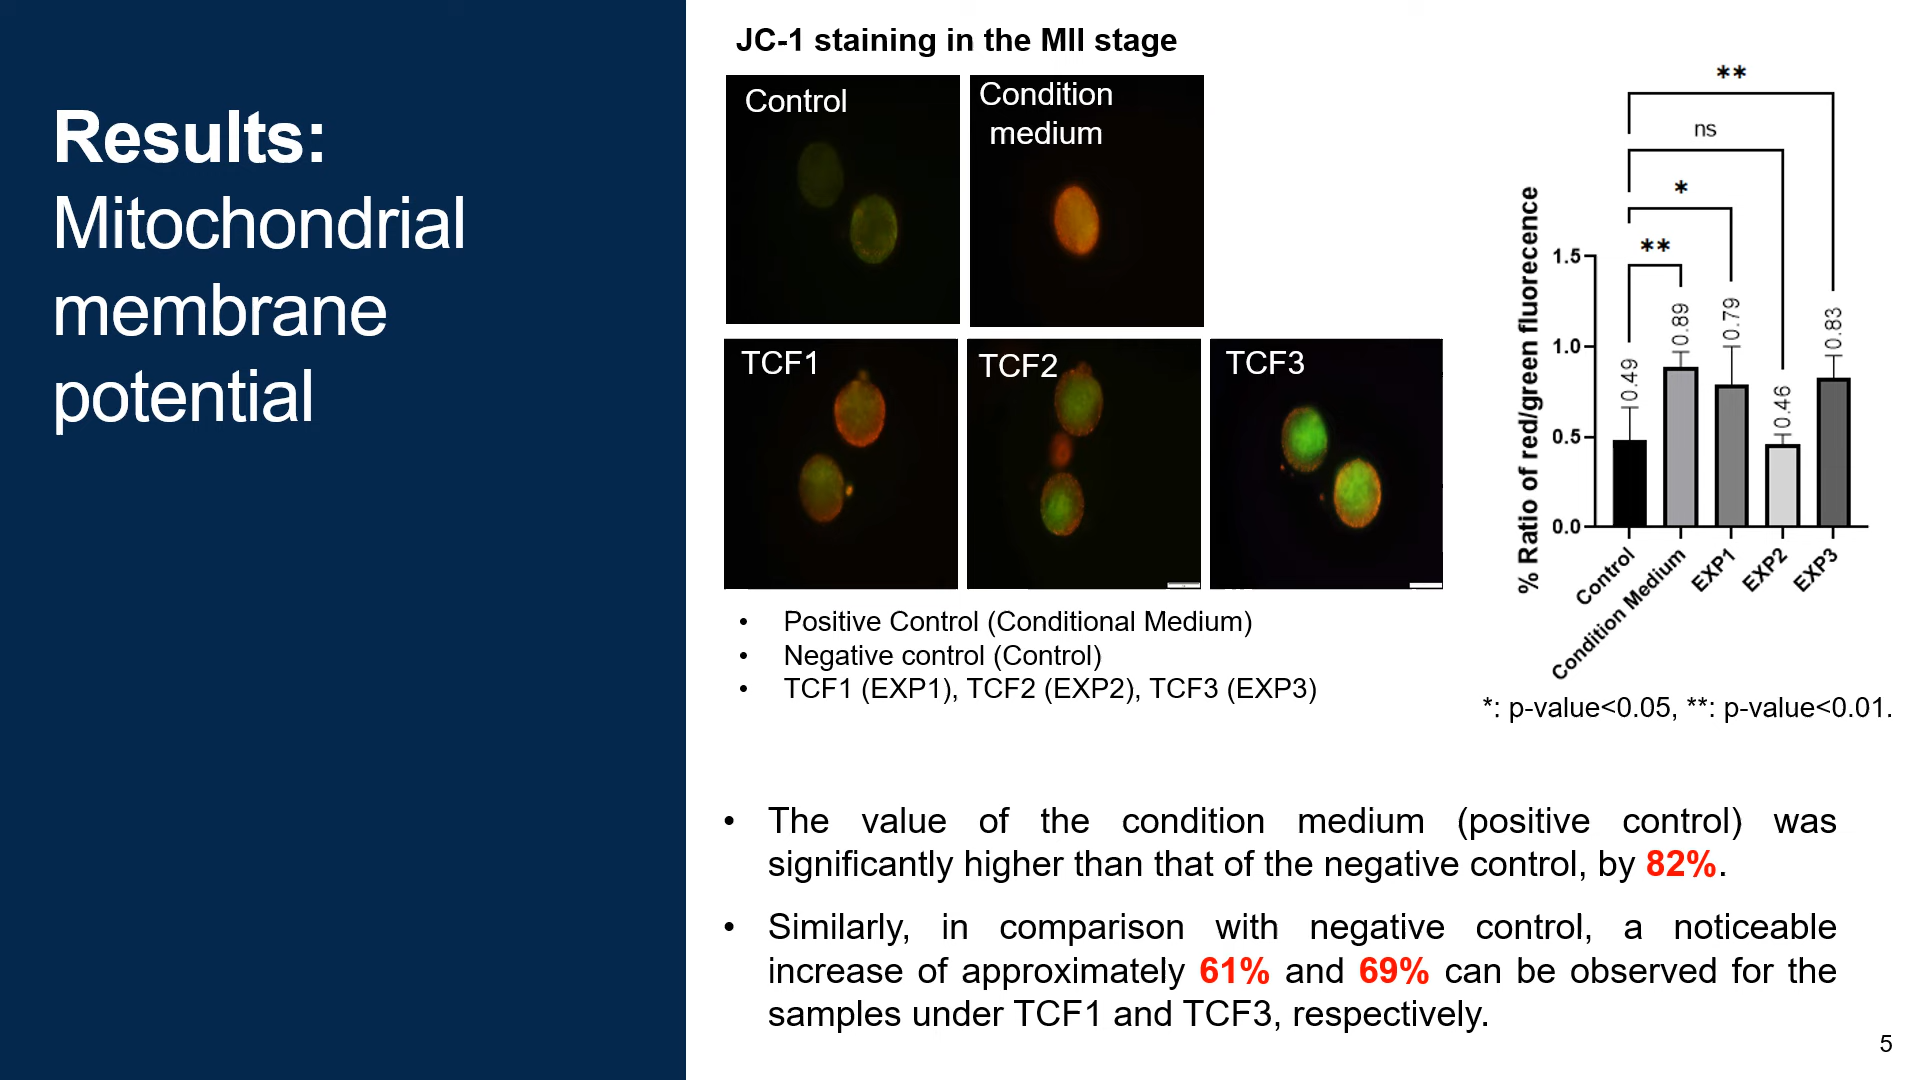 Results:
Mitochondrial
membrane
potential
JC-1 staining in the MII stage
Control
Condition
medium
TCF1
TCF2
TCF3
• Positive Control (Conditional Medium)
• Negative control (Control)
• TCF1 (EXP1), TCF2 (EXP2), TCF3 (EXP3)
**
ns
*
**
% Ratio of red/green fluorecence
1.5
1.0
0.5
0.0
0.49
0.89
0.79
0.46
0.83
Control
Condition Medium
EXP1
EXP2
EXP3
*: p-value<0.05, **: p-value<0.01.
• The value of the condition medium (positive control) was
significantly higher than that of the negative control, by 82%.
• Similarly, in comparison with negative control, a noticeable
increase of approximately 61% and 69% can be observed for the
samples under TCF1 and TCF3, respectively.
5